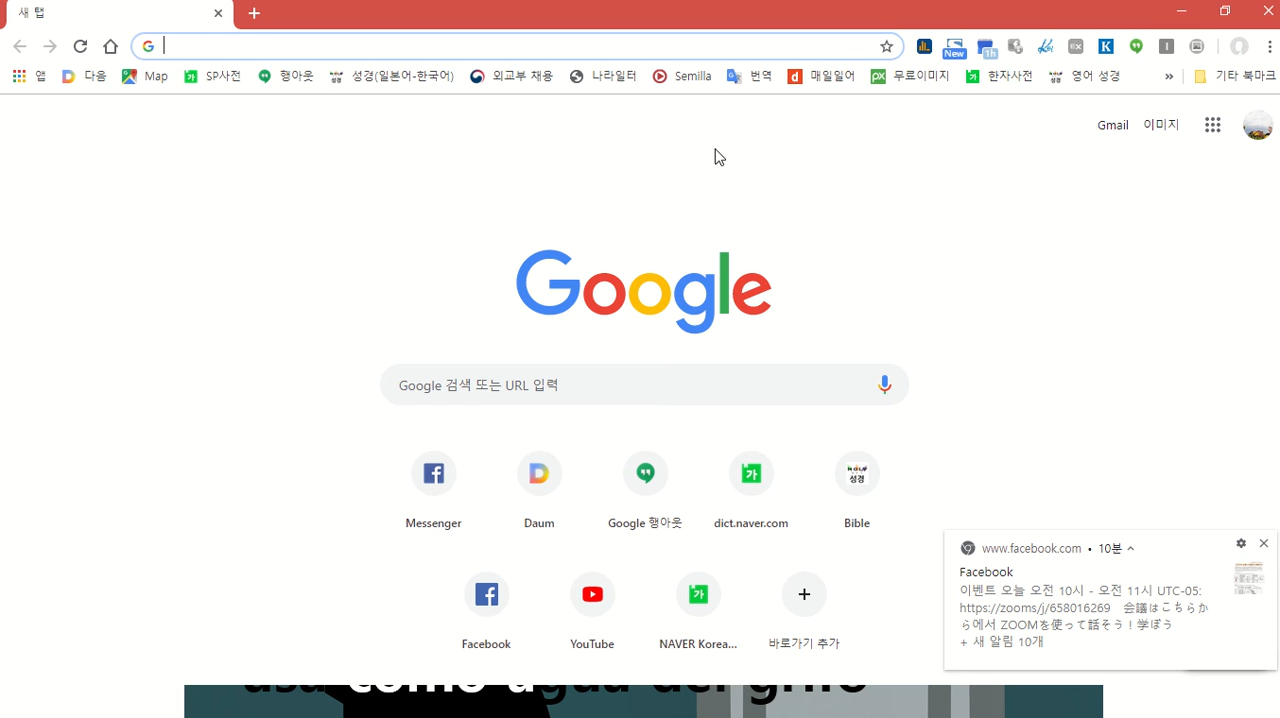 새 탭
앱 다음 Map SP사전 행아웃 성경(일본어-한국어) 외교부 채용 나라일터 Semilla 번역 매일일어 무료이미지 한자사전 영어 성경 » 기타 북마크
New 1h
Gmail 이미지
Google
Google 검색 또는 URL 입력
Messenger Daum Google 행아웃 dict.naver.com Bible
Facebook YouTube NAVER Korea... 바로가기 추가
www.facebook.com • 10분
Facebook
이벤트 오늘 오전 10시 - 오전 11시 UTC-05:
https://zooms/j/658016269 会議はこちらか
ら에서 ZOOMを使って話そう！学ぼう
+ 새 알림 10개
usa como agua del grifo